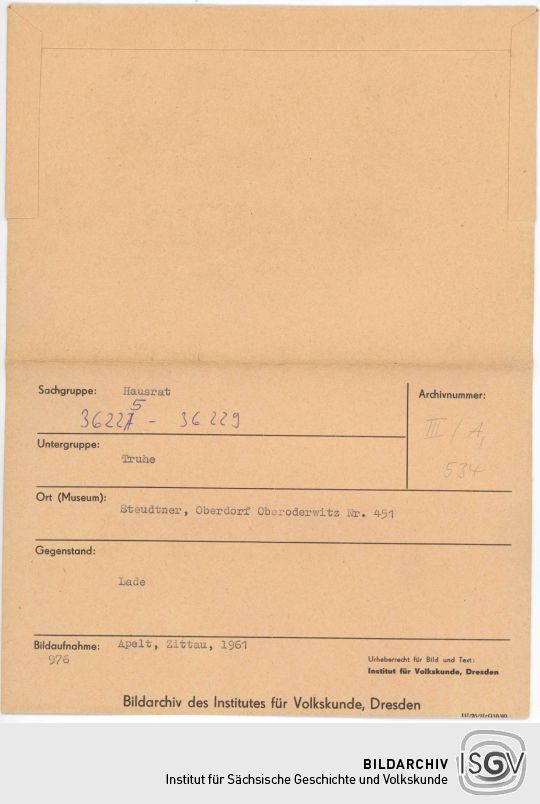 Sachgruppe: Hausrat
Archivnummer:
36225 - 36229
III/A,
534
Untergruppe:
Truhe
Ort (Museum):
Steudtner, Oberdorf Oberoderwitz Nr. 451
Gegenstand:
Lade
Bildaufnahme: Apelt, Zittau, 1961
976
Urheberrecht für Bild und Text:
Institut für Volkskunde, Dresden
Bildarchiv des Institutes für Volkskunde, Dresden
BILDARCHIV
Institut für Sächsische Geschichte und Volkskunde
ISGV